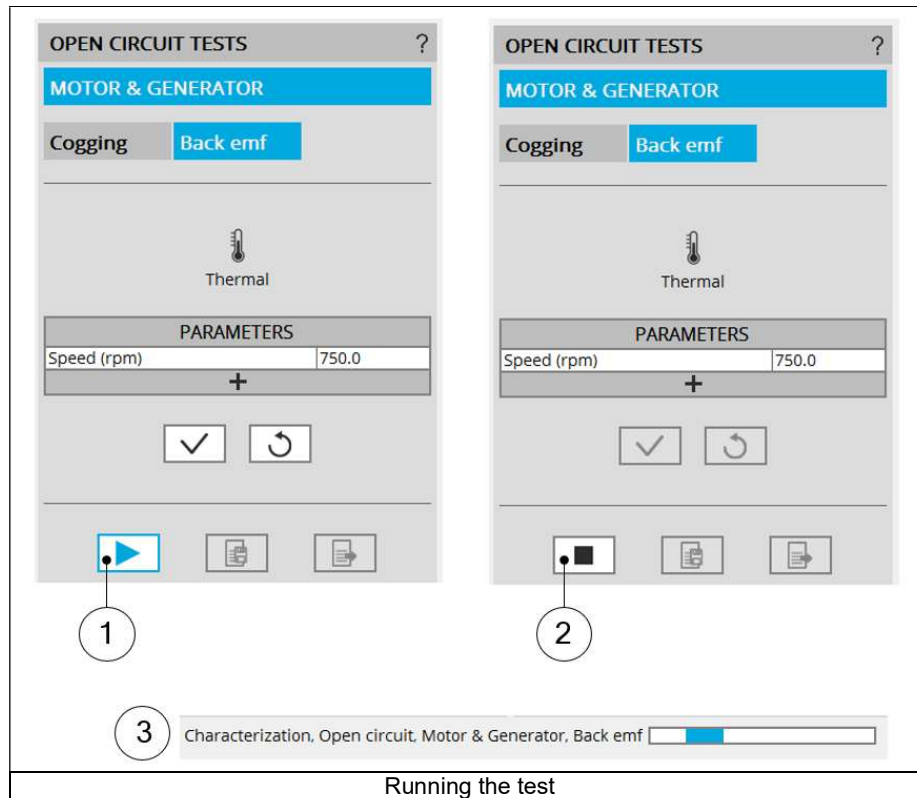 OPEN CIRCUIT TESTS ?
MOTOR & GENERATOR
Cogging Back emf
Thermal
PARAMETERS
Speed (rpm) 750.0
+
1
OPEN CIRCUIT TESTS ?
MOTOR & GENERATOR
Cogging Back emf
Thermal
PARAMETERS
Speed (rpm) 750.0
+
2
3 Characterization, Open circuit, Motor & Generator, Back emf
Running the test